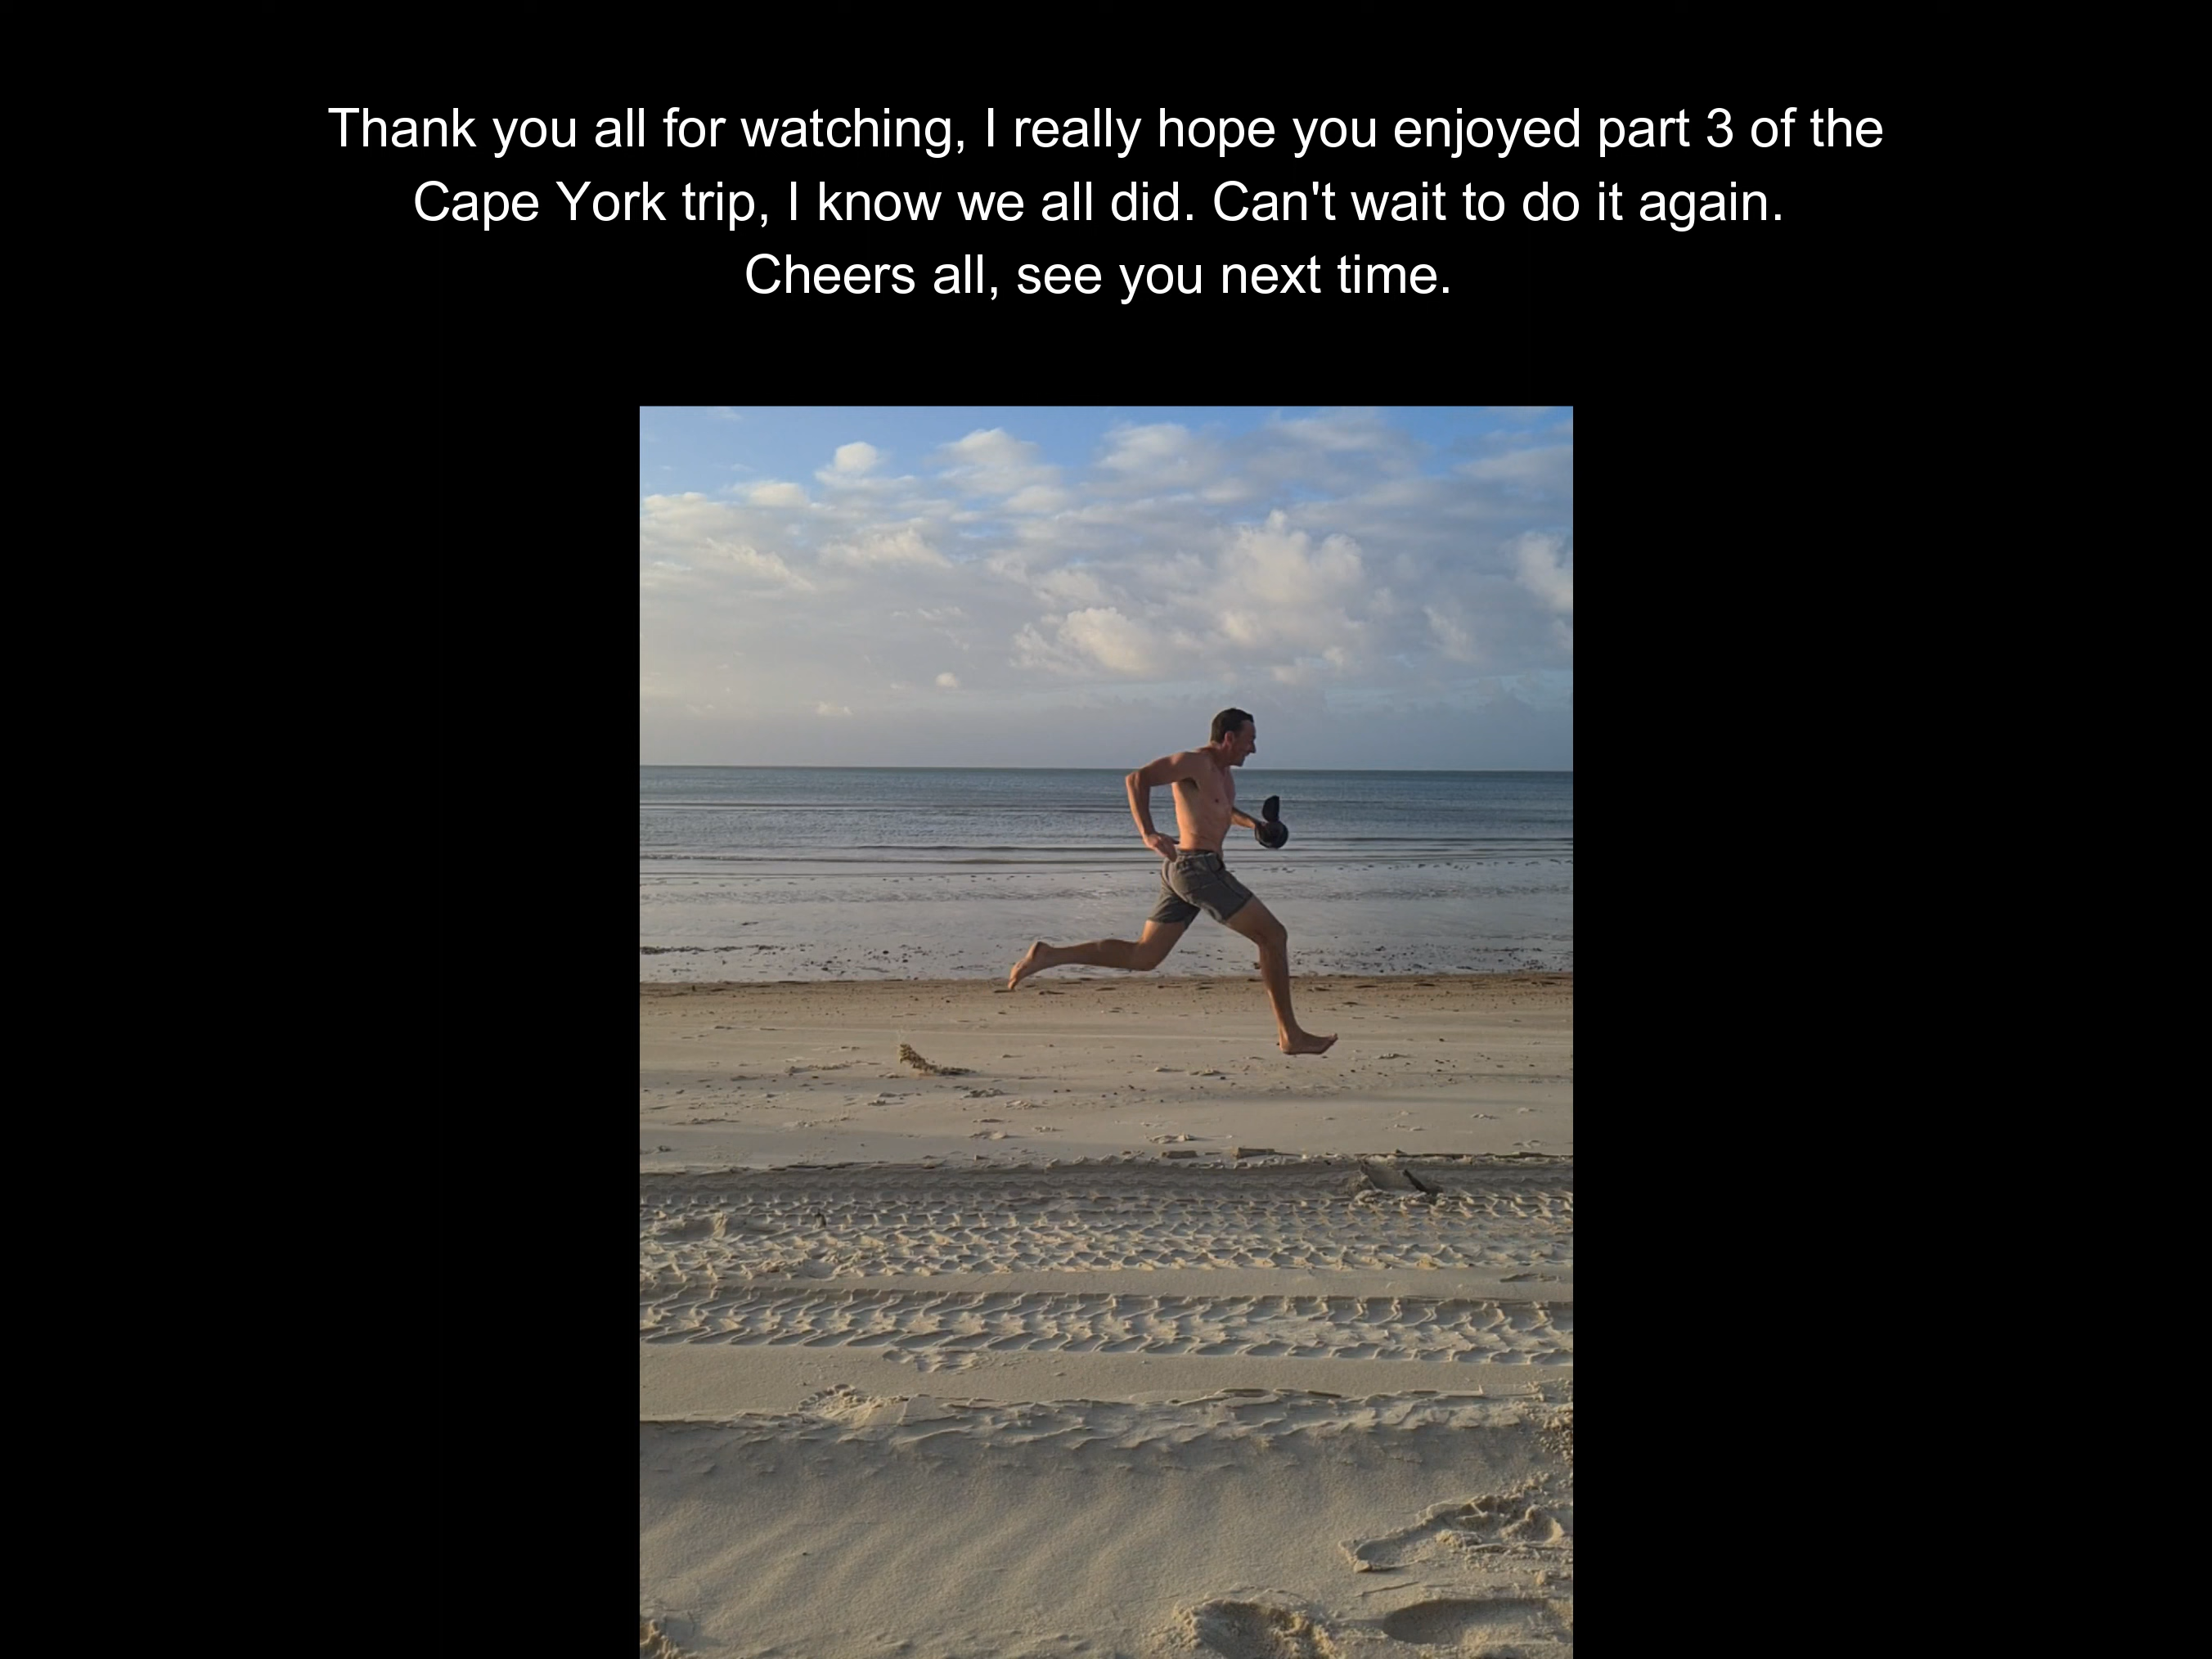 Thank you all for watching, I really hope you enjoyed part 3 of the
Cape York trip, I know we all did. Can't wait to do it again.
Cheers all, see you next time.